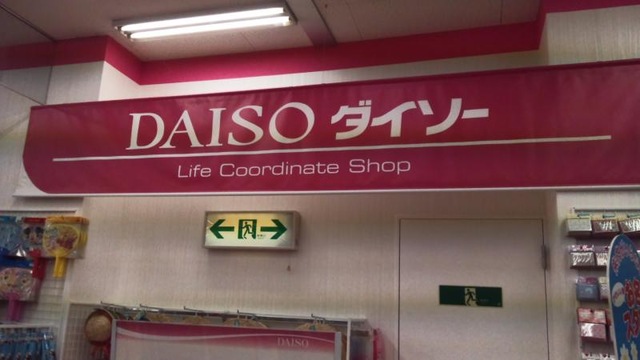 DAISO ダイソー
Life Coordinate Shop
DAISO